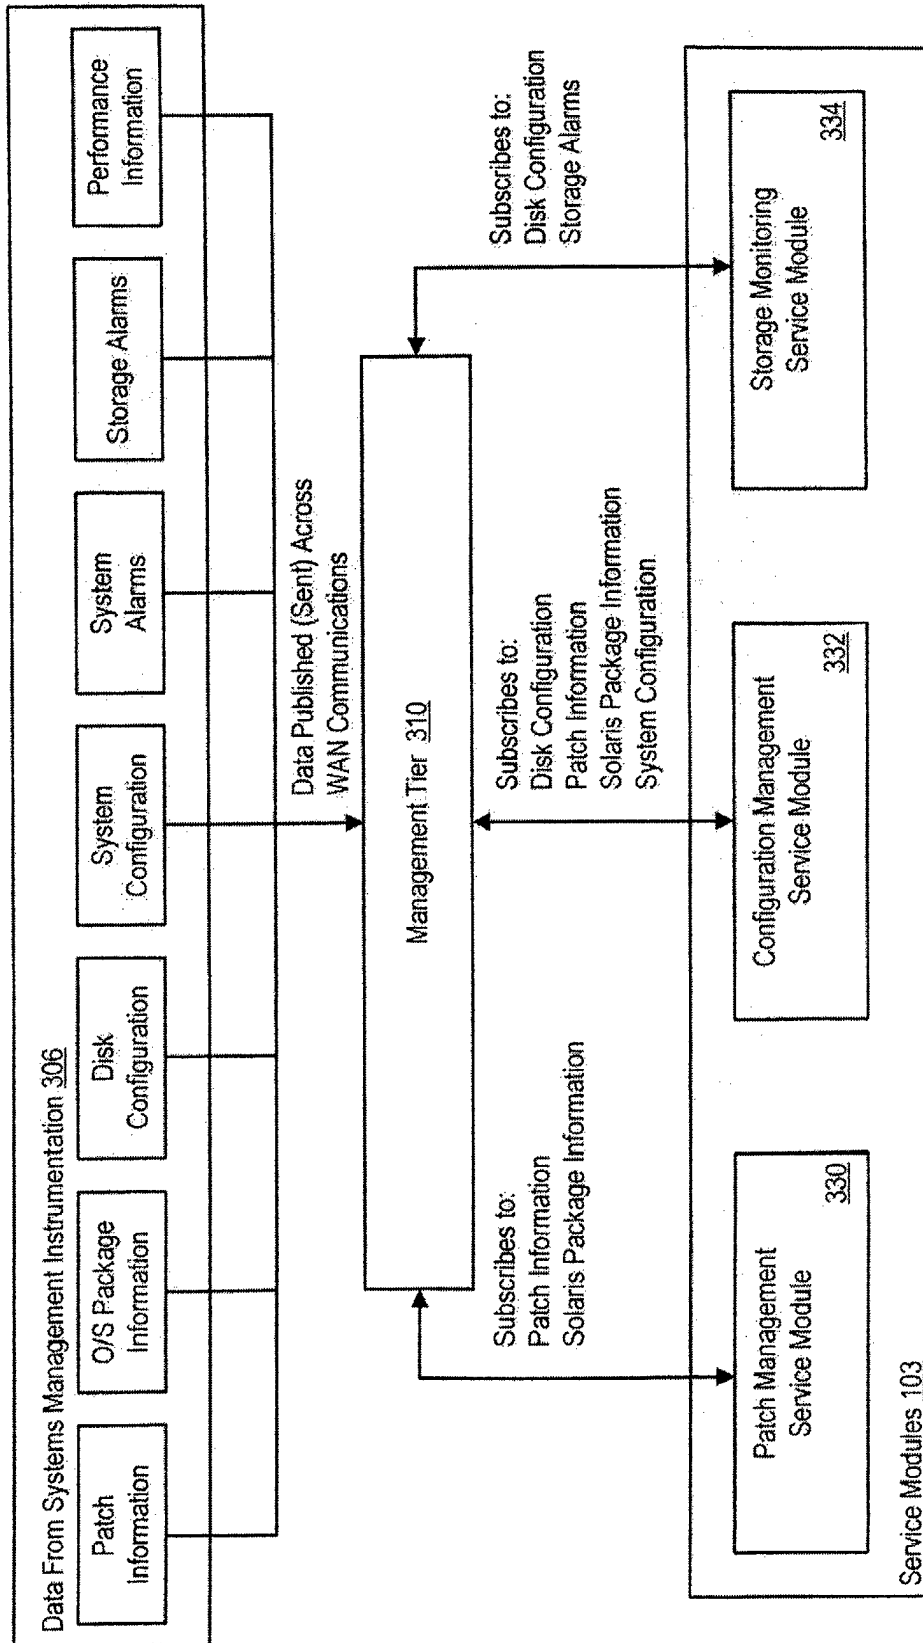 Data From Systems Management Instrumentation 306
Patch
Information
O/S Package
Information
Disk
Configuration
System
Configuration
System
Alarms
Storage Alarms
Performance
Information
Data Published (Sent) Across
WAN Communications
Management Tier 310
Subscribes to:
Patch Information
Solaris Package Information
Subscribes to:
Disk Configuration
Patch Information
Solaris Package Information
System Configuration
Subscribes to:
Disk Configuration
Storage Alarms
Patch Management
Service Module
330
Configuration Management
Service Module
332
Storage Monitoring
Service Module
334
Service Modules 103